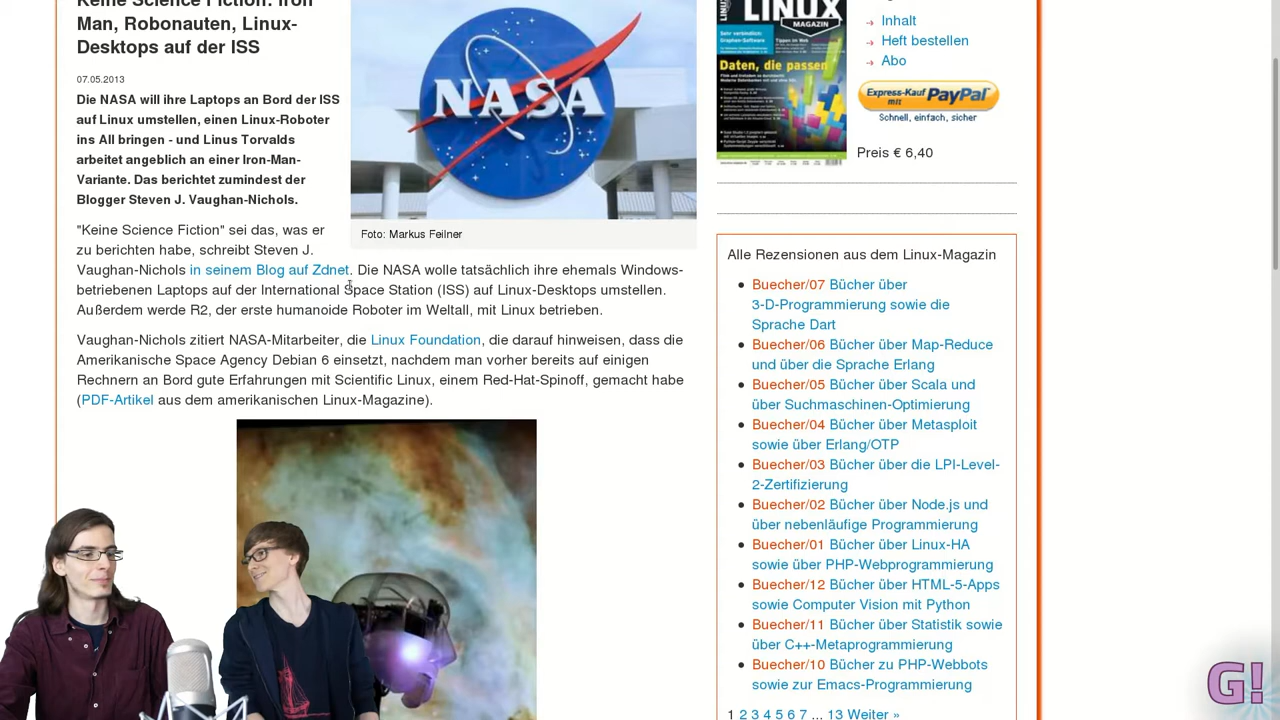 Keine Science Fiction: Iron
Man, Robonauten, Linux-
Desktops auf der ISS
07.05.2013
Die NASA will ihre Laptops an Bord der ISS
auf Linux umstellen, einen Linux-Roboter
ins All bringen - und Linus Torvalds
arbeitet angeblich an einer Iron-Man-
Variante. Das berichtet zumindest der
Blogger Steven J. Vaughan-Nichols.
"Keine Science Fiction" sei das, was er
zu berichten habe, schreibt Steven J.
Vaughan-Nichols in seinem Blog auf Zdnet. Die NASA wolle tatsächlich ihre ehemals Windows-
betriebenen Laptops auf der International Space Station (ISS) auf Linux-Desktops umstellen.
Außerdem werde R2, der erste humanoide Roboter im Weltall, mit Linux betrieben.
Vaughan-Nichols zitiert NASA-Mitarbeiter, die Linux Foundation, die darauf hinweisen, dass die
Amerikanische Space Agency Debian 6 einsetzt, nachdem man vorher bereits auf einigen
Rechnern an Bord gute Erfahrungen mit Scientific Linux, einem Red-Hat-Spinoff, gemacht habe
(PDF-Artikel aus dem amerikanischen Linux-Magazine).
NASA
Foto: Markus Feilner
LINUX
MAGAZIN
Daten, die passen
Inhalt
Heft bestellen
Abo
Express-Kauf
mit PayPal
Schnell, einfach, sicher
Preis € 6,40
Alle Rezensionen aus dem Linux-Magazin
Buecher/07 Bücher über
3-D-Programmierung sowie die
Sprache Dart
Buecher/06 Bücher über Map-Reduce
und über die Sprache Erlang
Buecher/05 Bücher über Scala und
über Suchmaschinen-Optimierung
Buecher/04 Bücher über Metasploit
sowie über Erlang/OTP
Buecher/03 Bücher über die LPI-Level-
2-Zertifizierung
Buecher/02 Bücher über Node.js und
über nebenläufige Programmierung
Buecher/01 Bücher über Linux-HA
sowie über PHP-Webprogrammierung
Buecher/12 Bücher über HTML-5-Apps
sowie Computer Vision mit Python
Buecher/11 Bücher über Statistik sowie
über C++-Metaprogrammierung
Buecher/10 Bücher zu PHP-Webbots
sowie zur Emacs-Programmierung
1 2 3 4 5 6 7 ... 13 Weiter »
G!